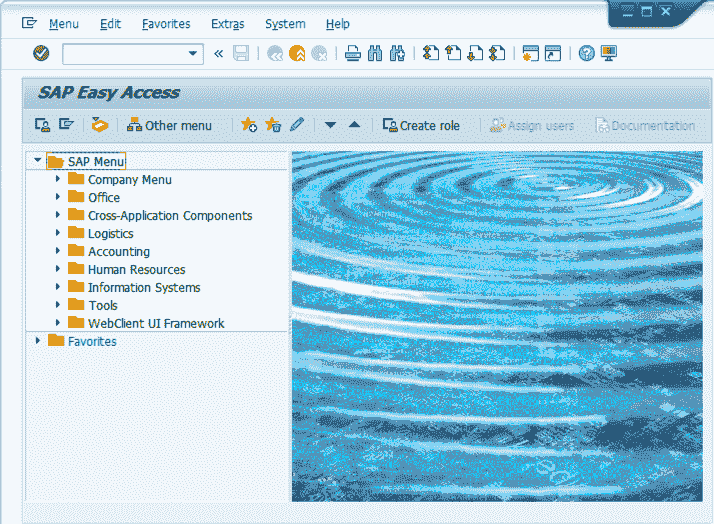 Menu Edit Favorites Extras System Help
SAP Easy Access
Other menu Create role Assign users Documentation
SAP Menu
Company Menu
Office
Cross-Application Components
Logistics
Accounting
Human Resources
Information Systems
Tools
WebClient UI Framework
Favorites